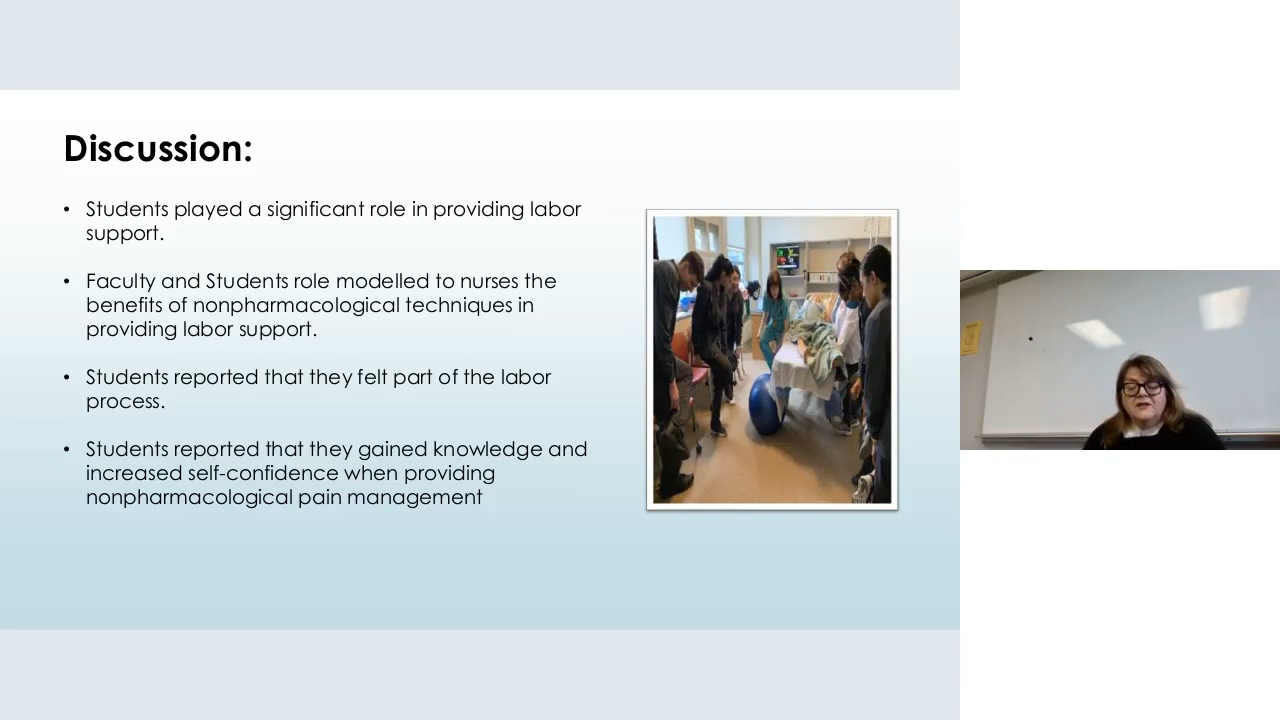 Discussion:
• Students played a significant role in providing labor
support.
• Faculty and Students role modelled to nurses the
benefits of nonpharmacological techniques in
providing labor support.
• Students reported that they felt part of the labor
process.
• Students reported that they gained knowledge and
increased self-confidence when providing
nonpharmacological pain management